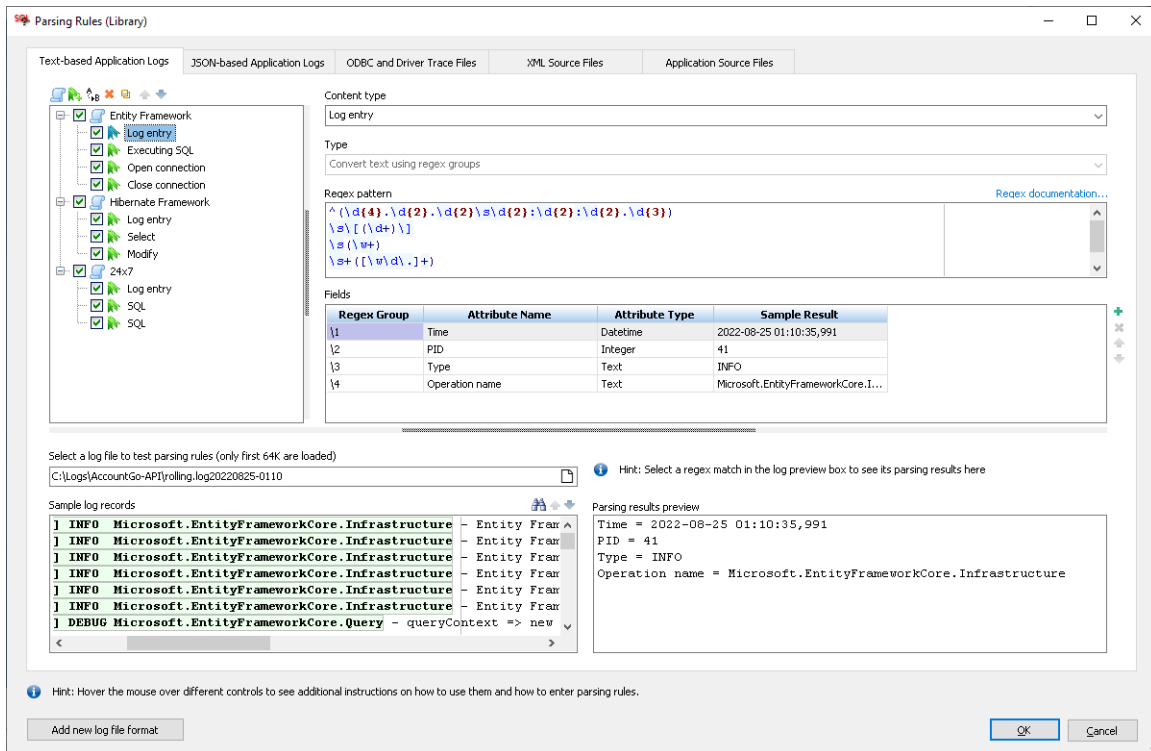 Parsing Rules (Library)
Text-based Application Logs
JSON-based Application Logs
ODBC and Driver Trace Files
XML Source Files
Application Source Files
Entity Framework
Log entry
Executing SQL
Open connection
Close connection
Hibernate Framework
Log entry
Select
Modify
24x7
Log entry
SQL
SQL
Content type
Log entry
Type
Convert text using regex groups
Regex pattern
Regex documentation...
^(\d{4}.\d{2}.\d{2}\s\d{2}:\d{2}:\d{2}.\d{3})
\s\[(\d+)\]
\s(\w+)
\s+([\w\d\.]+)
Fields
Regex Group Attribute Name Attribute Type Sample Result
\1 Time Datetime 2022-08-25 01:10:35,991
\2 PID Integer 41
\3 Type Text INFO
\4 Operation name Text Microsoft.EntityFrameworkCore.I...
Select a log file to test parsing rules (only first 64K are loaded)
C:\Logs\AccountGo-API\rolling.log20220825-0110
Hint: Select a regex match in the log preview box to see its parsing results here
Sample log records
] INFO Microsoft.EntityFrameworkCore.Infrastructure - Entity Fram
] INFO Microsoft.EntityFrameworkCore.Infrastructure - Entity Fram
] INFO Microsoft.EntityFrameworkCore.Infrastructure - Entity Fram
] INFO Microsoft.EntityFrameworkCore.Infrastructure - Entity Fram
] INFO Microsoft.EntityFrameworkCore.Infrastructure - Entity Fram
] INFO Microsoft.EntityFrameworkCore.Infrastructure - Entity Fram
] DEBUG Microsoft.EntityFrameworkCore.Query - queryContext => new
Parsing results preview
Time = 2022-08-25 01:10:35,991
PID = 41
Type = INFO
Operation name = Microsoft.EntityFrameworkCore.Infrastructure
Hint: Hover the mouse over different controls to see additional instructions on how to use them and how to enter parsing rules.
Add new log file format
OK
Cancel